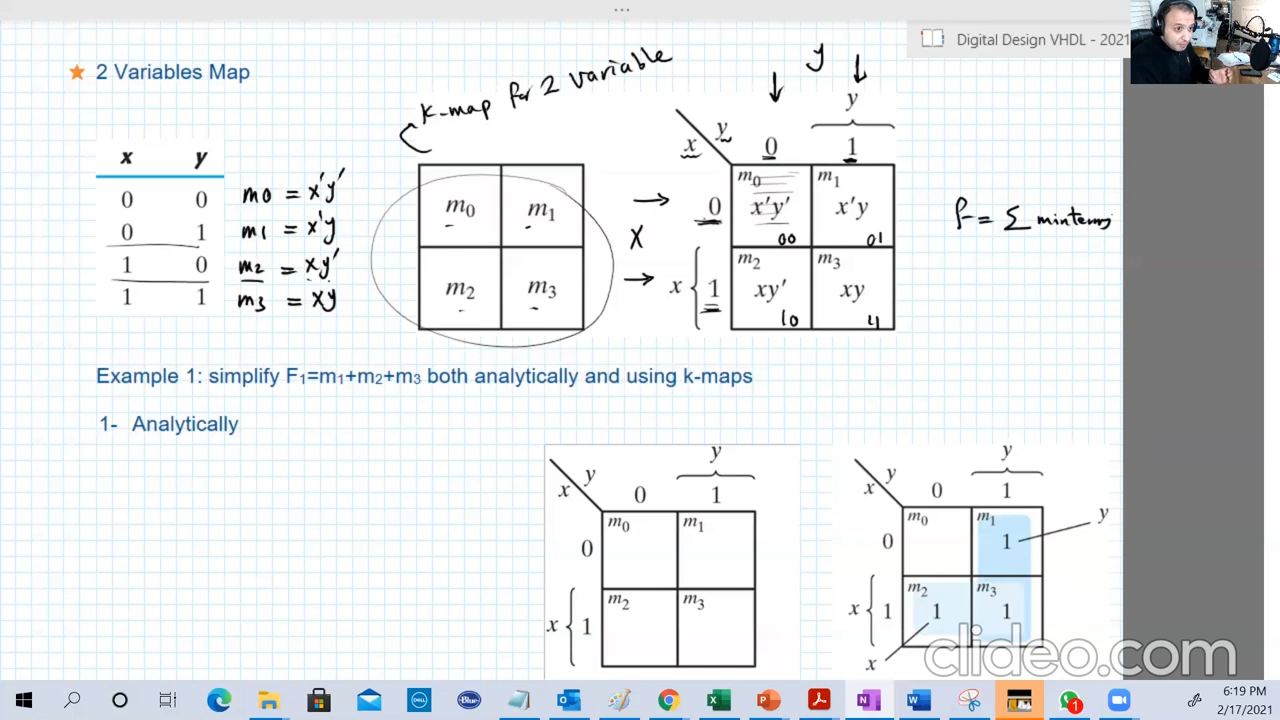 Digital Design VHDL - 2021
★ 2 Variables Map
K-map for 2 variable
y
x y
0 0
0 1
1 0
1 1
m0 = x'y'
m1 = x'y
m2 = xy'
m3 = xy
m0 m1
m2 m3
X
y
x y 0 1
0
m0 x'y' 00
m1 x'y 01
x { 1
m2 xy' 10
m3 xy 11
F = Σ minterms
Example 1: simplify F1=m1+m2+m3 both analytically and using k-maps
1- Analytically
y
x y 0 1
0 m0 m1
x { 1 m2 m3
y
x y 0 1
0 m0 m1 1 y
x { 1 m2 1 m3 1
x
clideo.com
DELL
Blue
1
6:19 PM
2/17/2021